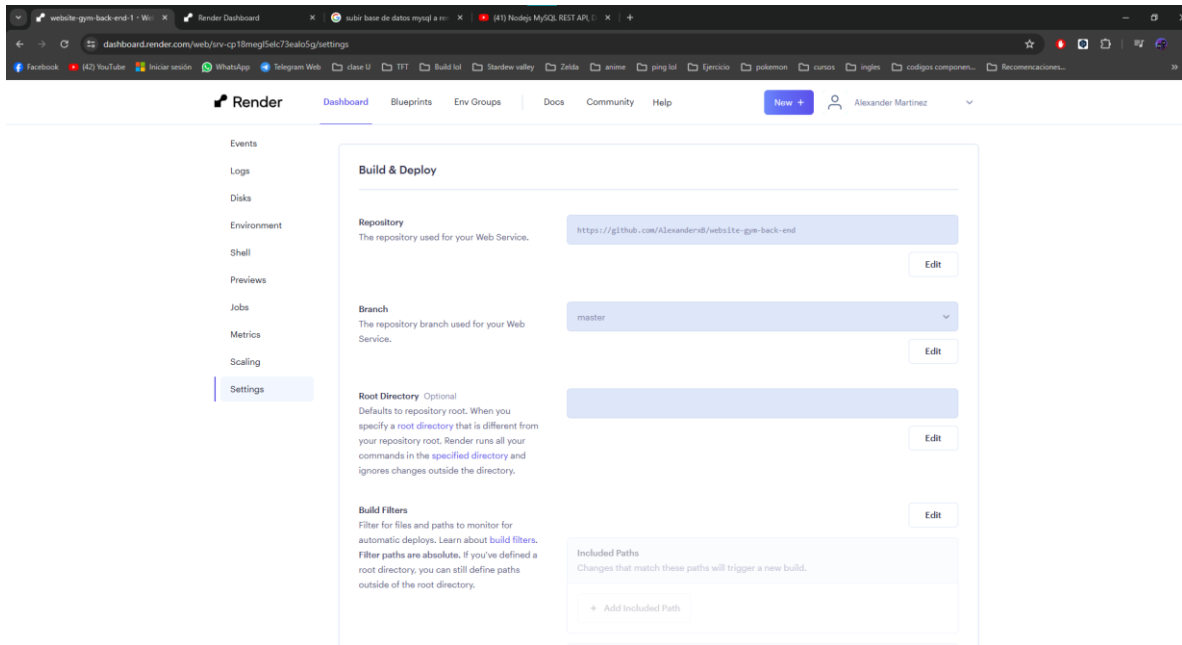 website-gym-back-end-1 • We
Render Dashboard
subir base de datos mysql a re
(41) Nodejs MySQL REST API, D
dashboard.render.com/web/srv-cp18megl5elc73ealo5g/settings
Facebook (42) YouTube Iniciar sesión WhatsApp Telegram Web clase U TFT Build lol Stardew valley Zelda anime ping lol Ejercicio pokemon cursos ingles codigos componen... Recomencaciones...
Render Dashboard Blueprints Env Groups Docs Community Help New + Alexander Martinez
Events
Logs
Disks
Environment
Shell
Previews
Jobs
Metrics
Scaling
Settings
Build & Deploy
Repository
The repository used for your Web Service.
https://github.com/AlexanderxB/website-gym-back-end
Edit
Branch
The repository branch used for your Web
Service.
master
Edit
Root Directory Optional
Defaults to repository root. When you
specify a root directory that is different from
your repository root, Render runs all your
commands in the specified directory and
ignores changes outside the directory.
Edit
Build Filters
Filter for files and paths to monitor for
automatic deploys. Learn about build filters.
Filter paths are absolute. If you've defined a
root directory, you can still define paths
outside of the root directory.
Edit
Included Paths
Changes that match these paths will trigger a new build.
+ Add Included Path